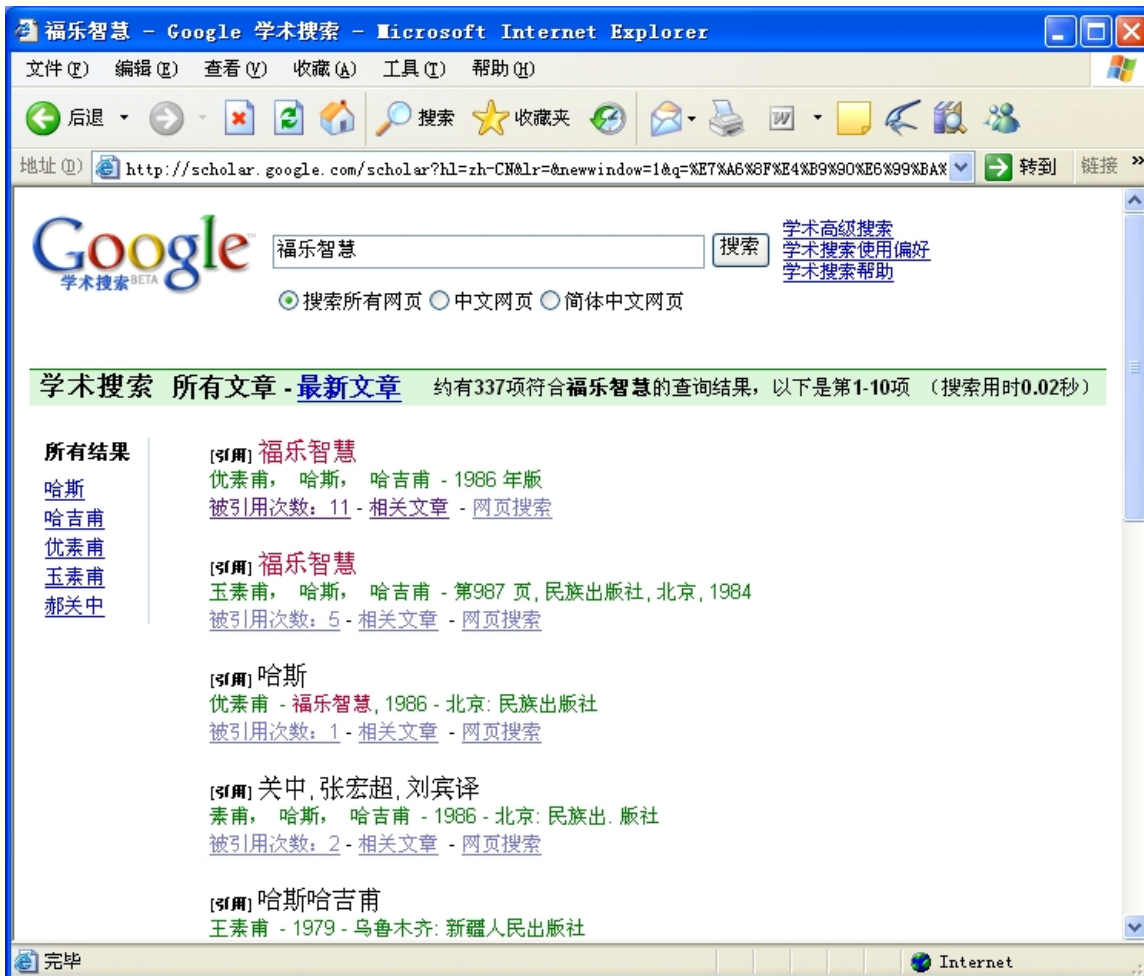 福乐智慧 - Google 学术搜索 - Microsoft Internet Explorer
文件(F) 编辑(E) 查看(V) 收藏(A) 工具(T) 帮助(H)
后退 搜索 收藏夹
地址(D) http://scholar.google.com/scholar?hl=zh-CN&lr=&newwindow=1&q=%E7%A6%8F%E4%B9%90%E6%99%BA% 转到 链接 »
Google™
学术搜索 BETA
福乐智慧 搜索
学术高级搜索
学术搜索使用偏好
学术搜索帮助
搜索所有网页 中文网页 简体中文网页
学术搜索 所有文章 - 最新文章 约有337项符合福乐智慧的查询结果，以下是第1-10项 （搜索用时0.02秒）
所有结果
哈斯
哈吉甫
优素甫
玉素甫
郝关中
[引用] 福乐智慧
优素甫， 哈斯， 哈吉甫 - 1986 年版
被引用次数：11 - 相关文章 - 网页搜索
[引用] 福乐智慧
玉素甫， 哈斯， 哈吉甫 - 第987 页, 民族出版社, 北京, 1984
被引用次数：5 - 相关文章 - 网页搜索
[引用] 哈斯
优素甫 - 福乐智慧, 1986 - 北京: 民族出版社
被引用次数：1 - 相关文章 - 网页搜索
[引用] 关中, 张宏超, 刘宾译
素甫， 哈斯， 哈吉甫 - 1986 - 北京: 民族出. 版社
被引用次数：2 - 相关文章 - 网页搜索
[引用] 哈斯哈吉甫
王素甫 - 1979 - 乌鲁木齐: 新疆人民出版社
完毕 Internet